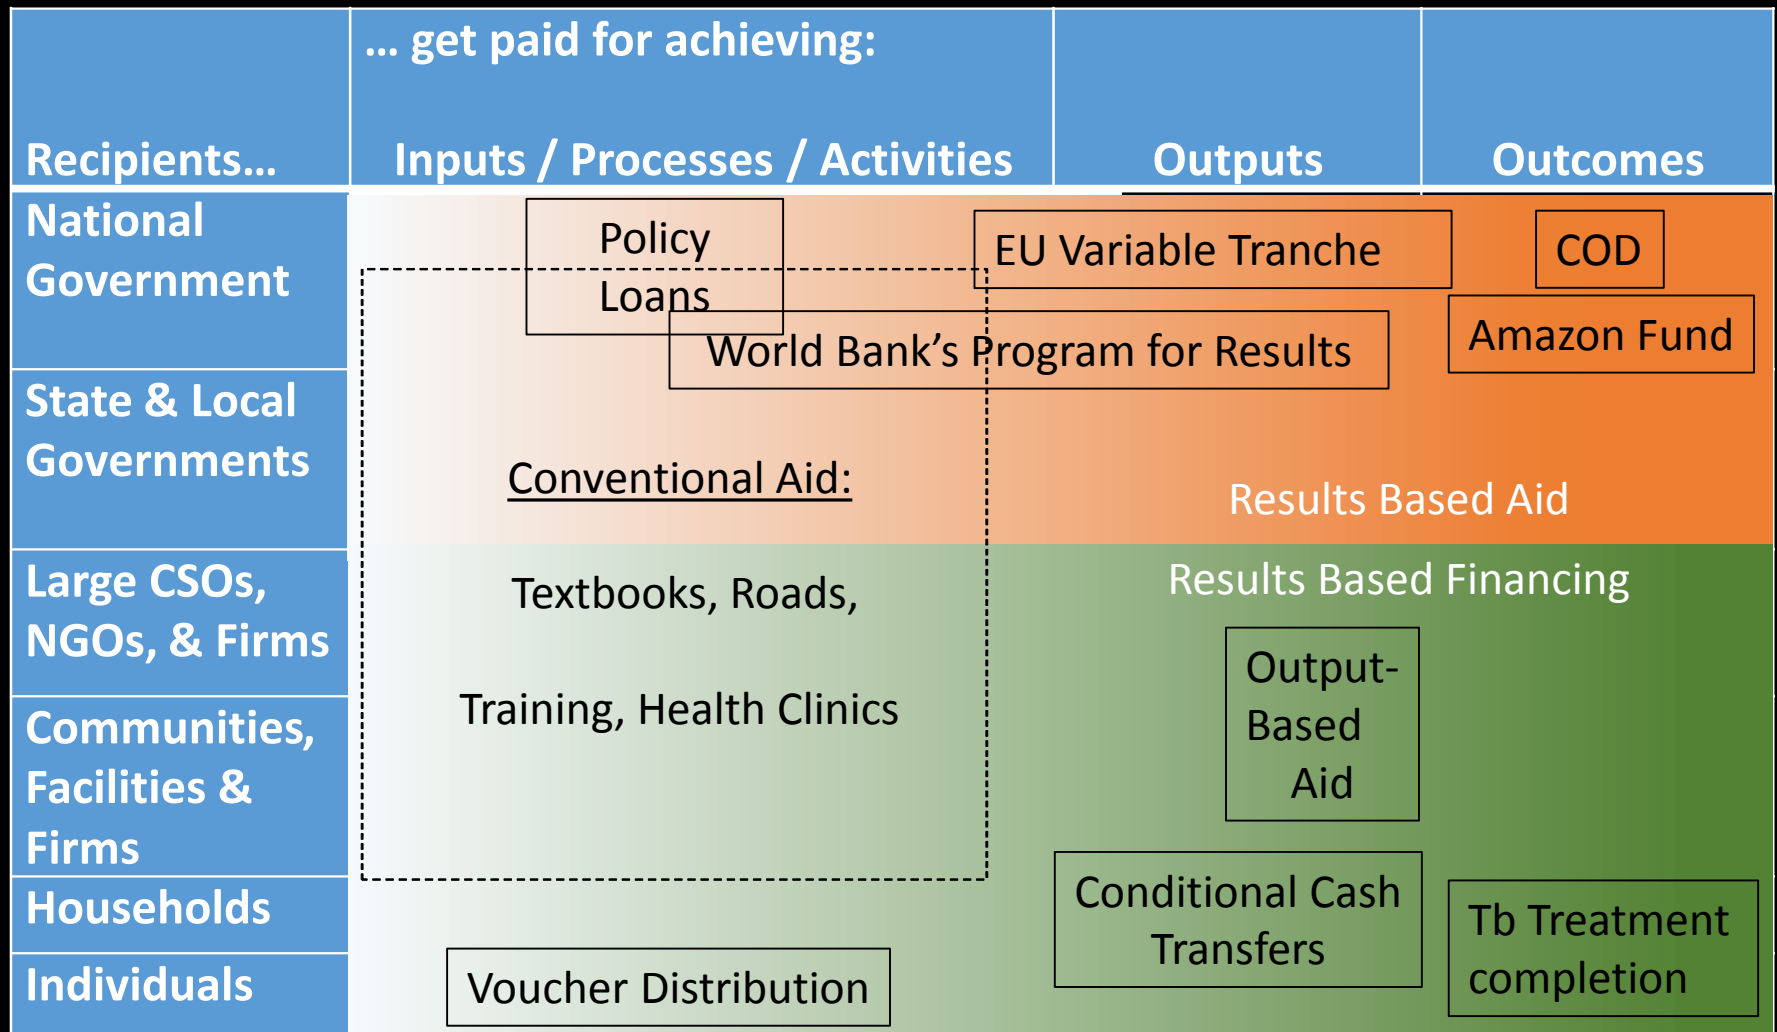 … get paid for achieving:
Recipients…
Inputs / Processes / Activities
Outputs
Outcomes
National
Government
Policy
Loans
EU Variable Tranche
COD
World Bank’s Program for Results
Amazon Fund
State & Local
Governments
Conventional Aid:
Results Based Aid
Large CSOs,
NGOs, & Firms
Textbooks, Roads,
Results Based Financing
Training, Health Clinics
Output-
Based
Aid
Communities,
Facilities &
Firms
Households
Conditional Cash
Transfers
Tb Treatment
completion
Individuals
Voucher Distribution